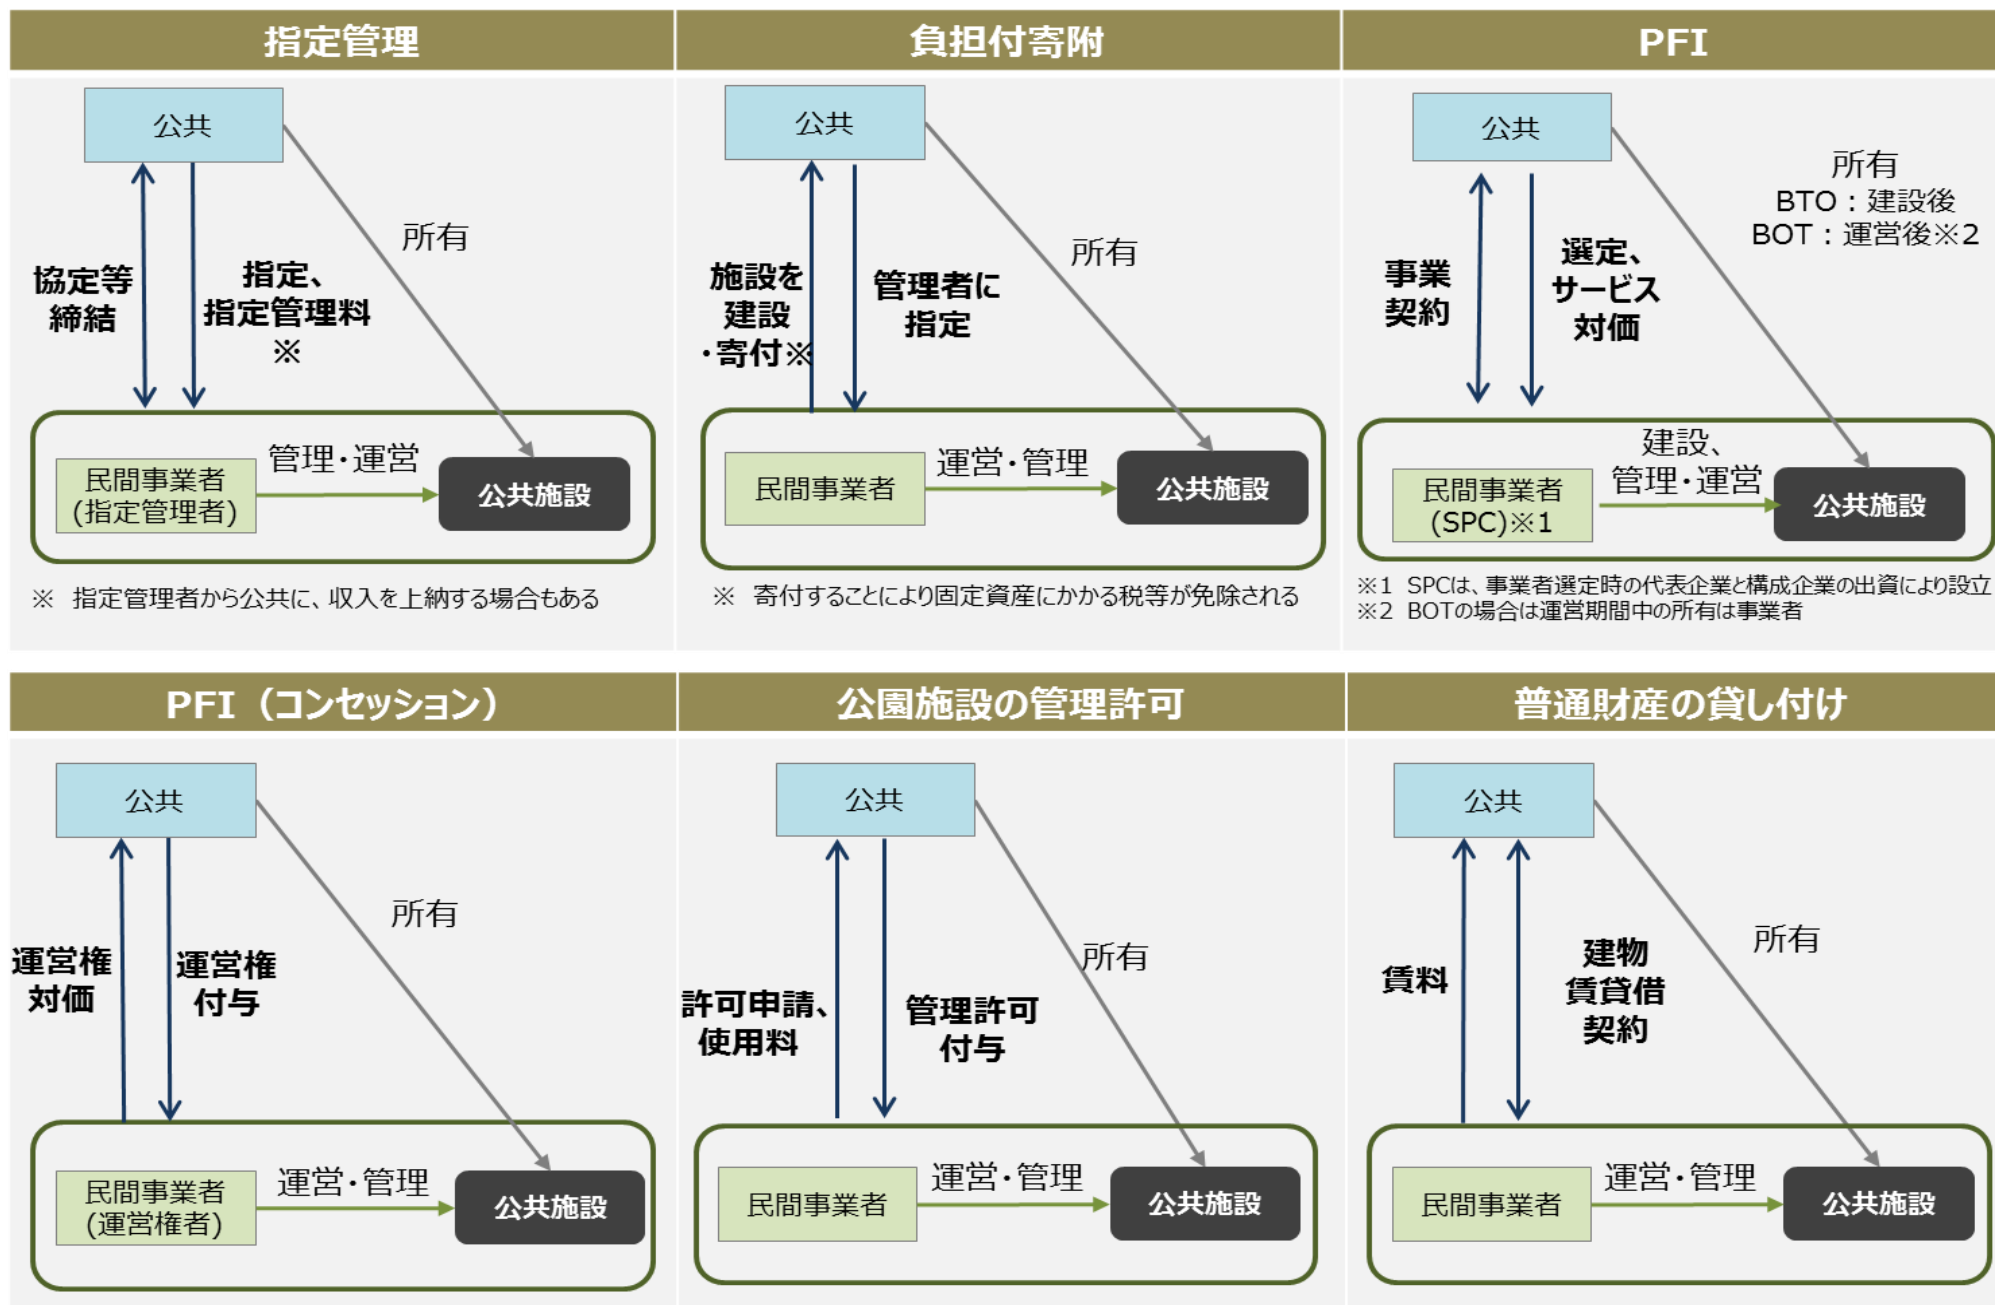 指定管理
公共
所有
協定等
締結
指定、
指定管理料
※
民間事業者
(指定管理者)
管理・運営
公共施設
※ 指定管理者から公共に、収入を上納する場合もある
負担付寄附
公共
所有
施設を
建設
・寄付※
管理者に
指定
民間事業者
運営・管理
公共施設
※ 寄付することにより固定資産にかかる税等が免除される
PFI
公共
所有
BTO：建設後
BOT：運営後※2
事業
契約
選定、
サービス
対価
民間事業者
(SPC)※1
建設、
管理・運営
公共施設
※1 SPCは、事業者選定時の代表企業と構成企業の出資により設立
※2 BOTの場合は運営期間中の所有は事業者
PFI（コンセッション）
公共
所有
運営権
対価
運営権
付与
民間事業者
(運営権者)
運営・管理
公共施設
公園施設の管理許可
公共
所有
許可申請、
使用料
管理許可
付与
民間事業者
運営・管理
公共施設
普通財産の貸し付け
公共
所有
賃料
建物
賃貸借
契約
民間事業者
運営・管理
公共施設